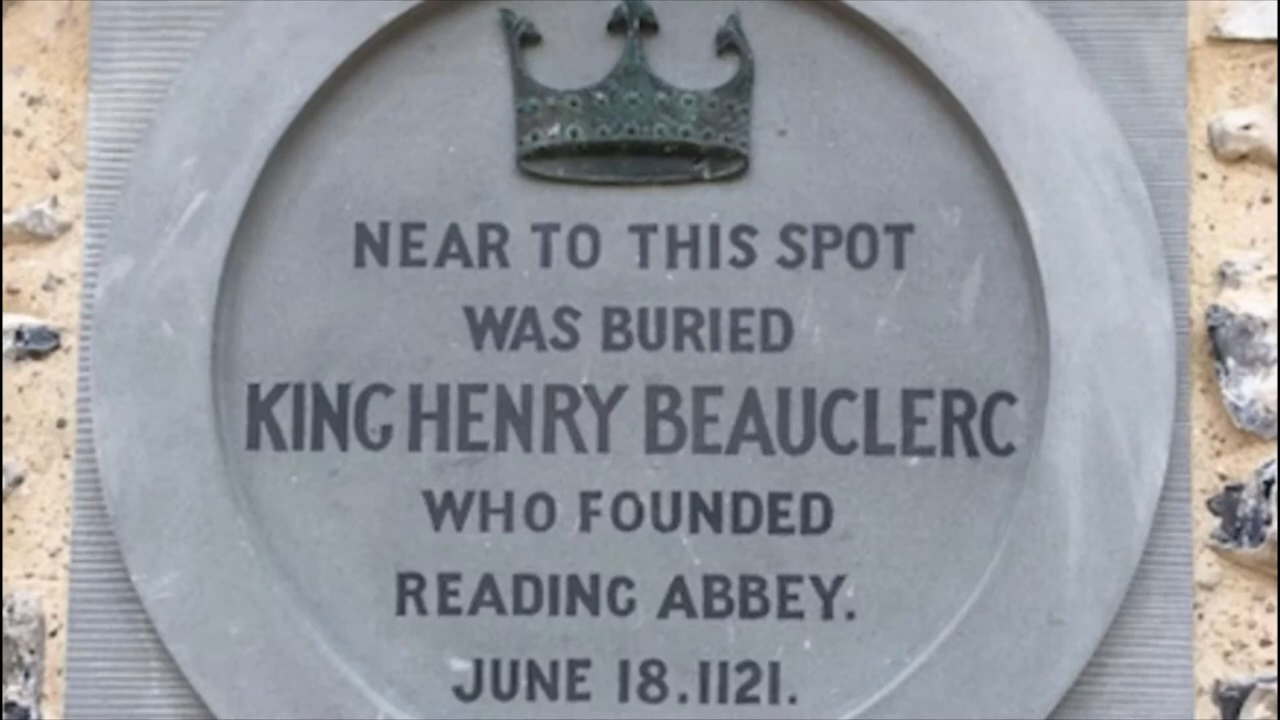 NEAR TO THIS SPOT
WAS BURIED
KING HENRY BEAUCLERC
WHO FOUNDED
READING ABBEY.
JUNE 18.1121.